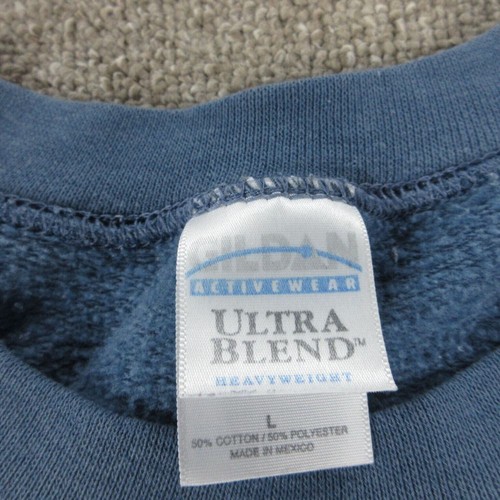 GILDAN
ACTIVEWEAR
ULTRA
BLEND™
HEAVYWEIGHT
L
50% COTTON / 50% POLYESTER
MADE IN MEXICO